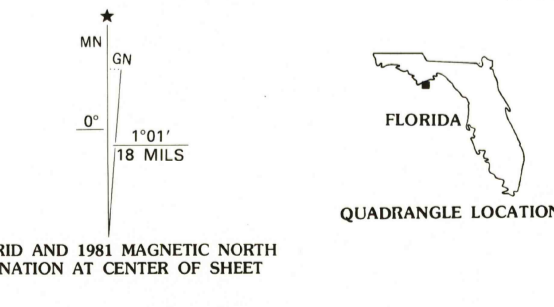 ★
MN
GN
0°
1°01′
18 MILS
RID AND 1981 MAGNETIC NORTH
NATION AT CENTER OF SHEET
FLORIDA
QUADRANGLE LOCATION